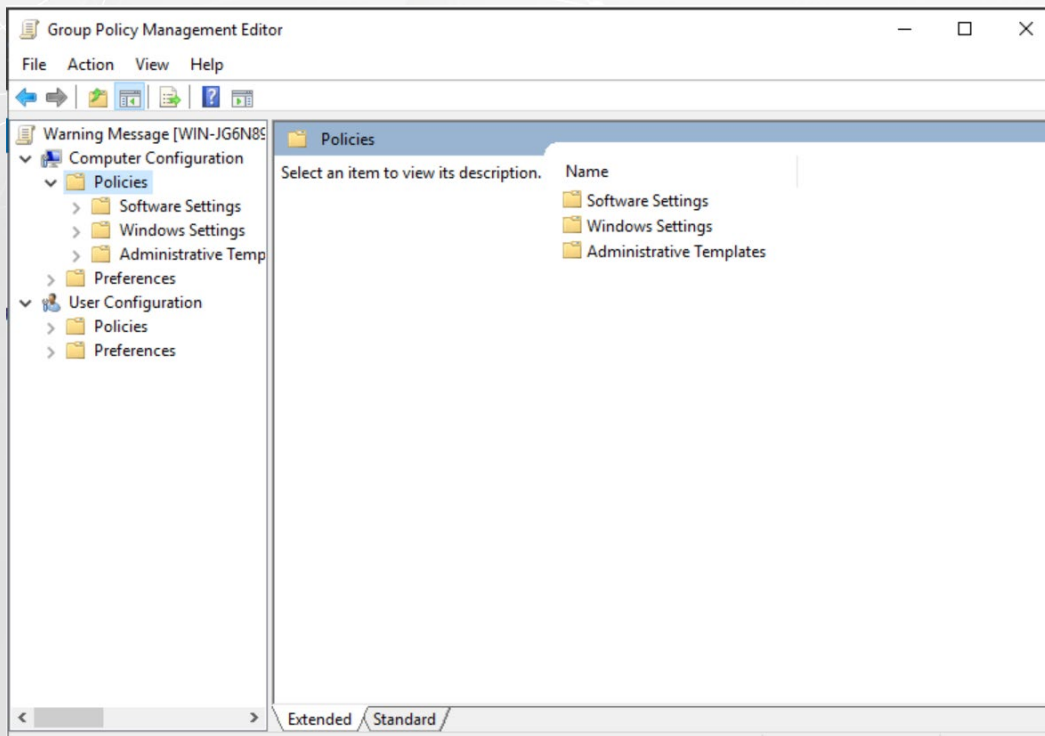 Group Policy Management Editor
File Action View Help
Warning Message [WIN-JG6N89
Computer Configuration
Policies
Software Settings
Windows Settings
Administrative Temp
Preferences
User Configuration
Policies
Preferences
Policies
Select an item to view its description.
Name
Software Settings
Windows Settings
Administrative Templates
Extended Standard